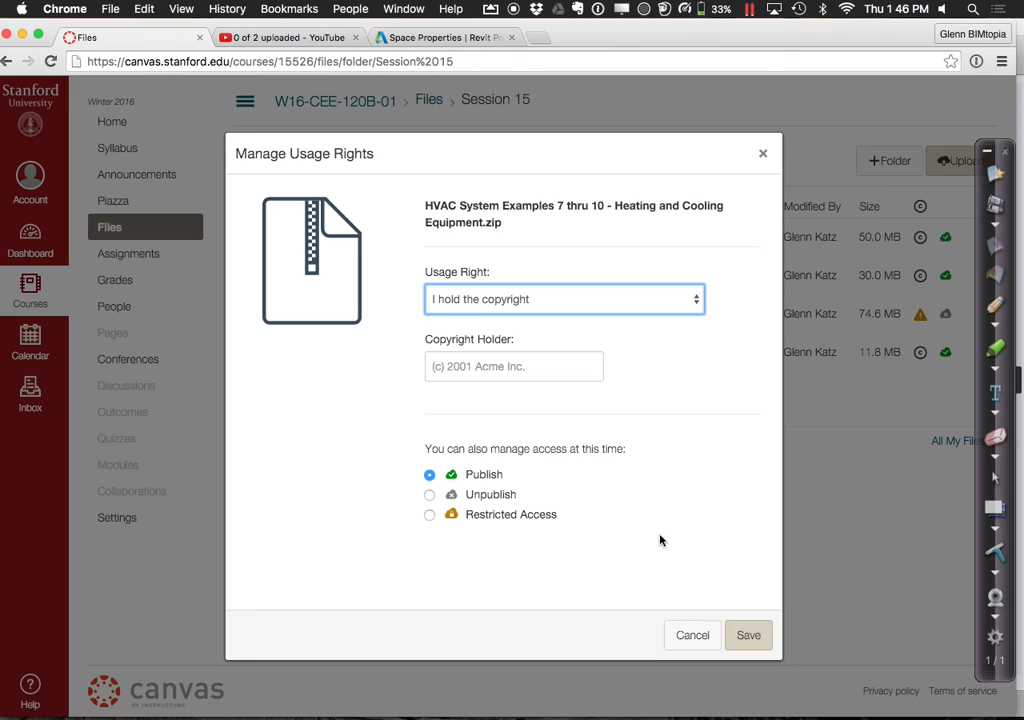 Chrome File Edit View History Bookmarks People Window Help 33% Thu 1 46 PM
Files 0 of 2 uploaded - YouTube Space Properties | Revit Pr Glenn BIMtopia
https://canvas.stanford.edu/courses/15526/files/folder/Session%2015
Stanford
University
Account
Dashboard
Courses
Calendar
Inbox
Help
Winter 2016
Home
Syllabus
Announcements
Piazza
Files
Assignments
Grades
People
Pages
Conferences
Discussions
Outcomes
Quizzes
Modules
Collaborations
Settings
W16-CEE-120B-01 > Files > Session 15
+Folder Upload
Modified By Size ©
Glenn Katz 50.0 MB ©
Glenn Katz 30.0 MB ©
Glenn Katz 74.6 MB
Glenn Katz 11.8 MB ©
All My Files
Manage Usage Rights ×
HVAC System Examples 7 thru 10 - Heating and Cooling
Equipment.zip
Usage Right:
I hold the copyright
Copyright Holder:
(c) 2001 Acme Inc.
You can also manage access at this time:
Publish
Unpublish
Restricted Access
Cancel Save
T
1 / 1
canvas
BY INSTRUCTURE
Privacy policy Terms of service